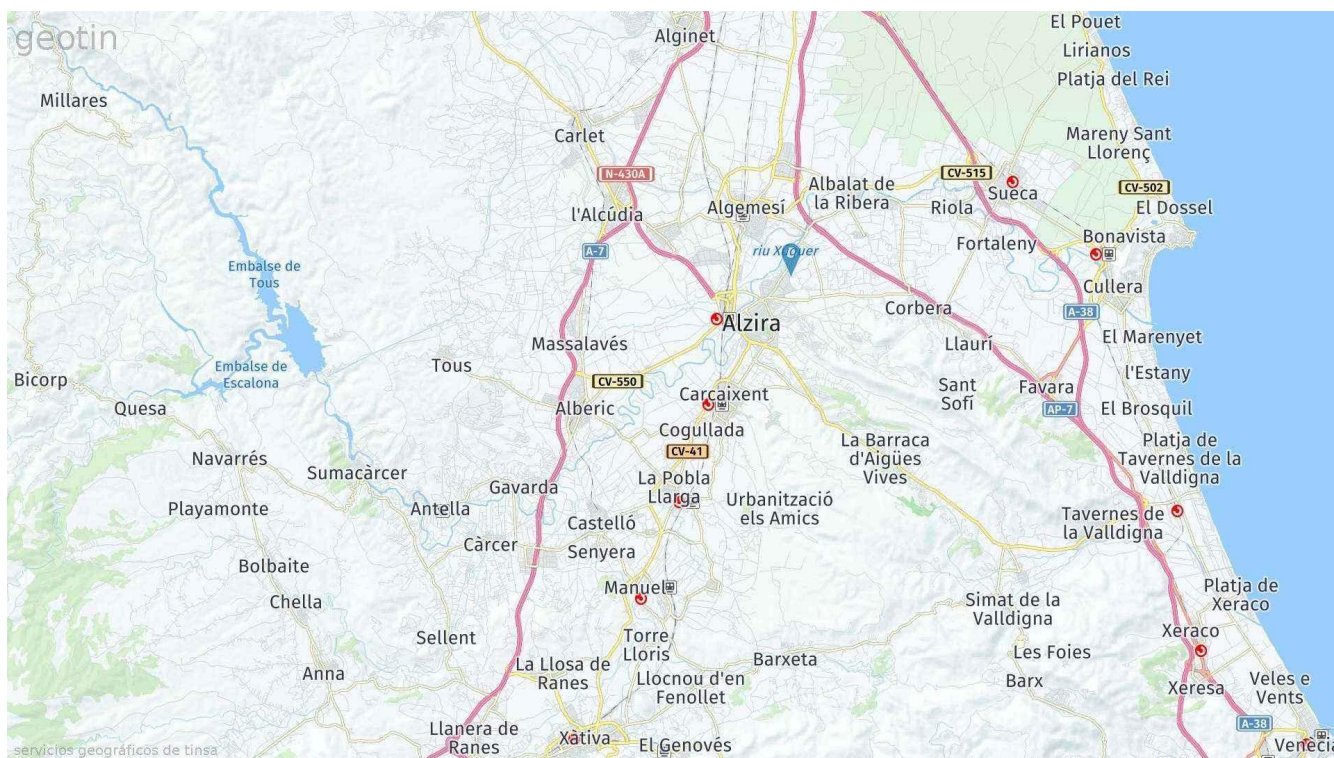 geotin
El Pouet
Alginet
Lirianos
Platja del Rei
Millares
Carlet
Mareny Sant
Llorenç
N-430A
CV-515
Albalat de
la Ribera
CV-502
Sueca
l'Alcúdia
Algemesí
Riola
El Dossel
Bonavista
Fortaleny
A-7
riu Xúquer
Embalse de
Tous
Cullera
Corbera
A-38
Alzira
El Marenyet
Massalavés
Llaurí
Tous
Embalse de
Escalona
l'Estany
Bicorp
CV-550
Sant
Sofí
Favara
Carcaixent
Quesa
Alberic
AP-7
El Brosquil
Cogullada
La Barraca
d'Aigües
Vives
Platja de
Tavernes de la
Valldigna
CV-41
Navarrés
Sumacàrcer
La Pobla
Llarga
Gavarda
Urbanització
els Amics
Playamonte
Antella
Castelló
Tavernes de
la Valldigna
Càrcer
Senyera
Bolbaite
Manuel
Platja de
Xeraco
Chella
Simat de la
Valldigna
Sellent
Torre
Lloris
Xeraco
Les Foies
Barxeta
La Llosa de
Ranes
Anna
Llocnou d'en
Fenollet
Barx
Xeresa
Veles e
Vents
A-38
Llanera de
Ranes
Xàtiva
El Genovés
Venecia
servicios geográficos de tinsa